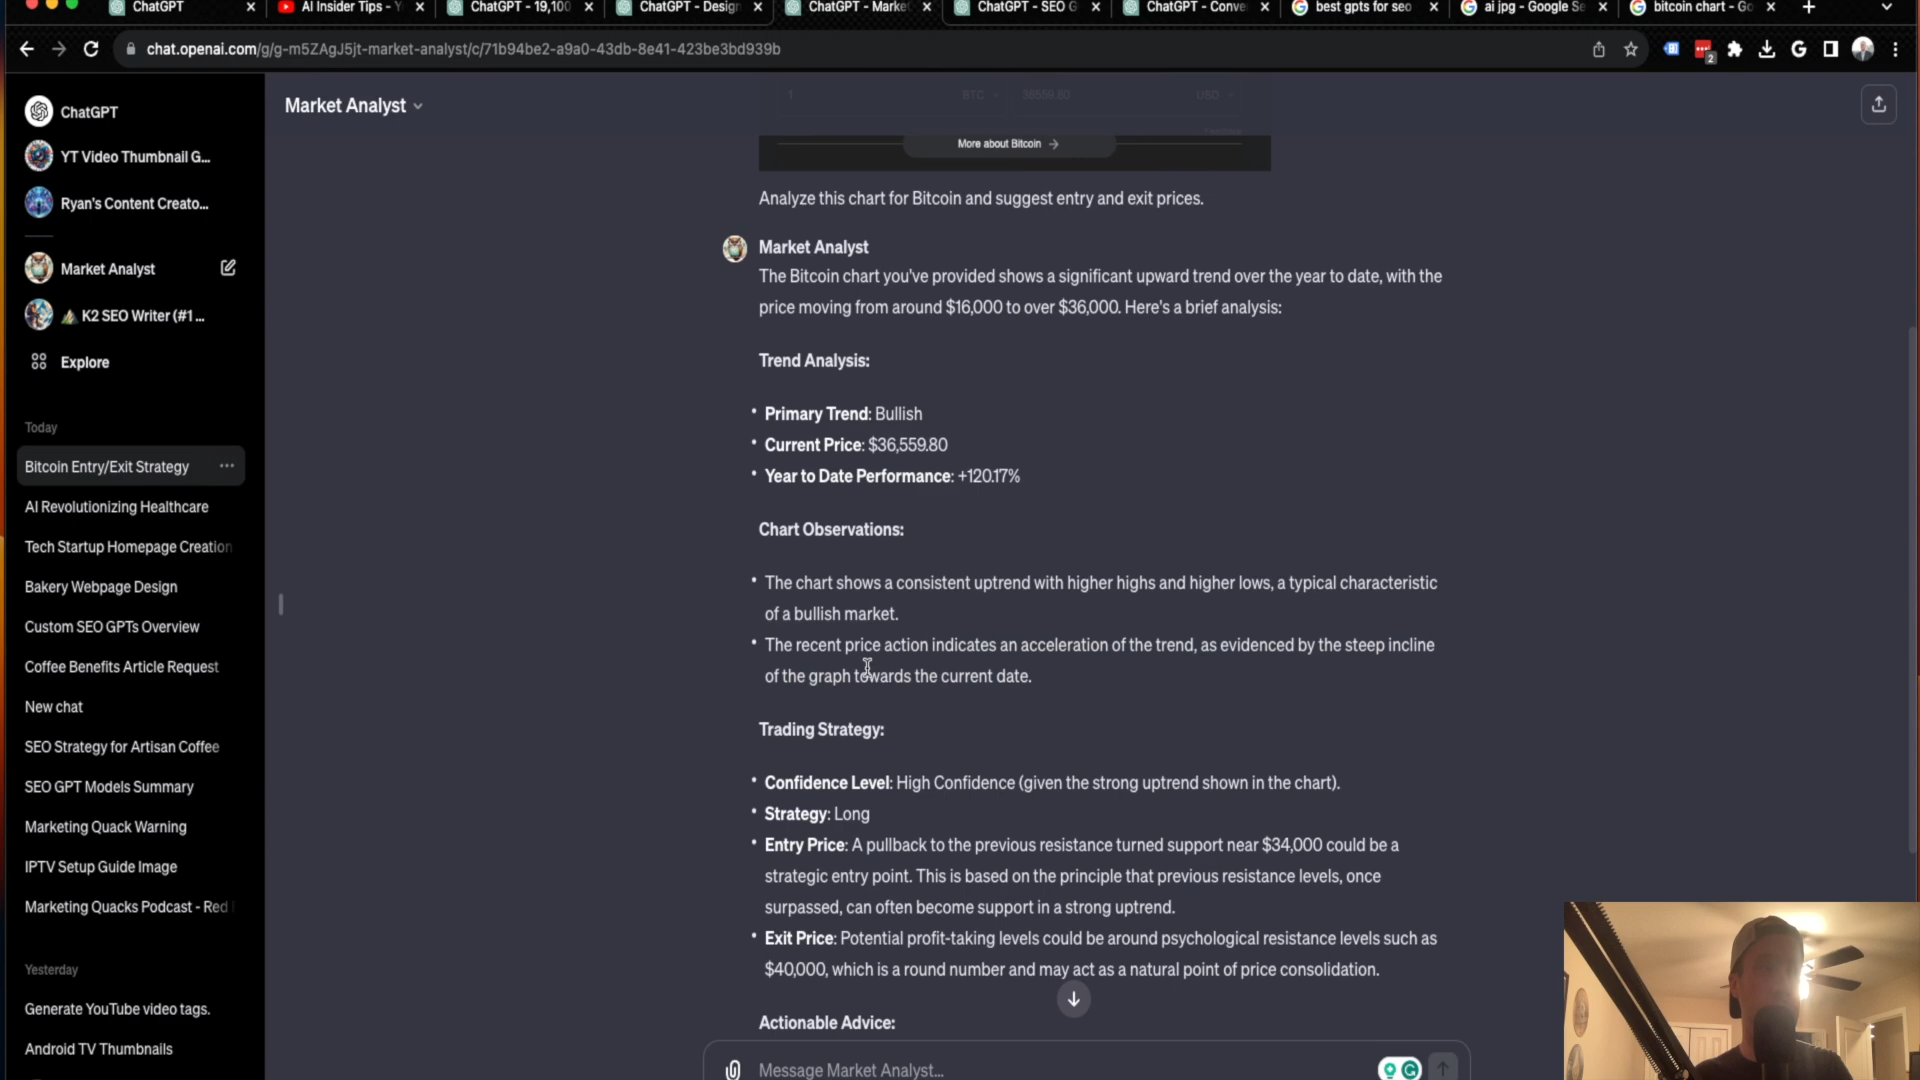 ChatGPT
AI Insider Tips - Y
ChatGPT - 19,100
ChatGPT - Design
ChatGPT - Market
ChatGPT - SEO G
ChatGPT - Conve
best gpts for seo
ai jpg - Google Se
bitcoin chart - Go
chat.openai.com/g/g-m5ZAgJ5jt-market-analyst/c/71b94be2-a9a0-43db-8e41-423be3bd939b
2
ChatGPT
YT Video Thumbnail G...
Ryan's Content Creato...
Market Analyst
K2 SEO Writer (#1 ...
Explore
Today
Bitcoin Entry/Exit Strategy
AI Revolutionizing Healthcare
Tech Startup Homepage Creation
Bakery Webpage Design
Custom SEO GPTs Overview
Coffee Benefits Article Request
New chat
SEO Strategy for Artisan Coffee
SEO GPT Models Summary
Marketing Quack Warning
IPTV Setup Guide Image
Marketing Quacks Podcast - Red
Yesterday
Generate YouTube video tags.
Android TV Thumbnails
Market Analyst
1 BTC 36559.80 USD
More about Bitcoin
Analyze this chart for Bitcoin and suggest entry and exit prices.
Market Analyst
The Bitcoin chart you've provided shows a significant upward trend over the year to date, with the
price moving from around $16,000 to over $36,000. Here's a brief analysis:
Trend Analysis:
• Primary Trend: Bullish
• Current Price: $36,559.80
• Year to Date Performance: +120.17%
Chart Observations:
• The chart shows a consistent uptrend with higher highs and higher lows, a typical characteristic
of a bullish market.
• The recent price action indicates an acceleration of the trend, as evidenced by the steep incline
of the graph towards the current date.
Trading Strategy:
• Confidence Level: High Confidence (given the strong uptrend shown in the chart).
• Strategy: Long
• Entry Price: A pullback to the previous resistance turned support near $34,000 could be a
strategic entry point. This is based on the principle that previous resistance levels, once
surpassed, can often become support in a strong uptrend.
• Exit Price: Potential profit-taking levels could be around psychological resistance levels such as
$40,000, which is a round number and may act as a natural point of price consolidation.
Actionable Advice:
Message Market Analyst...